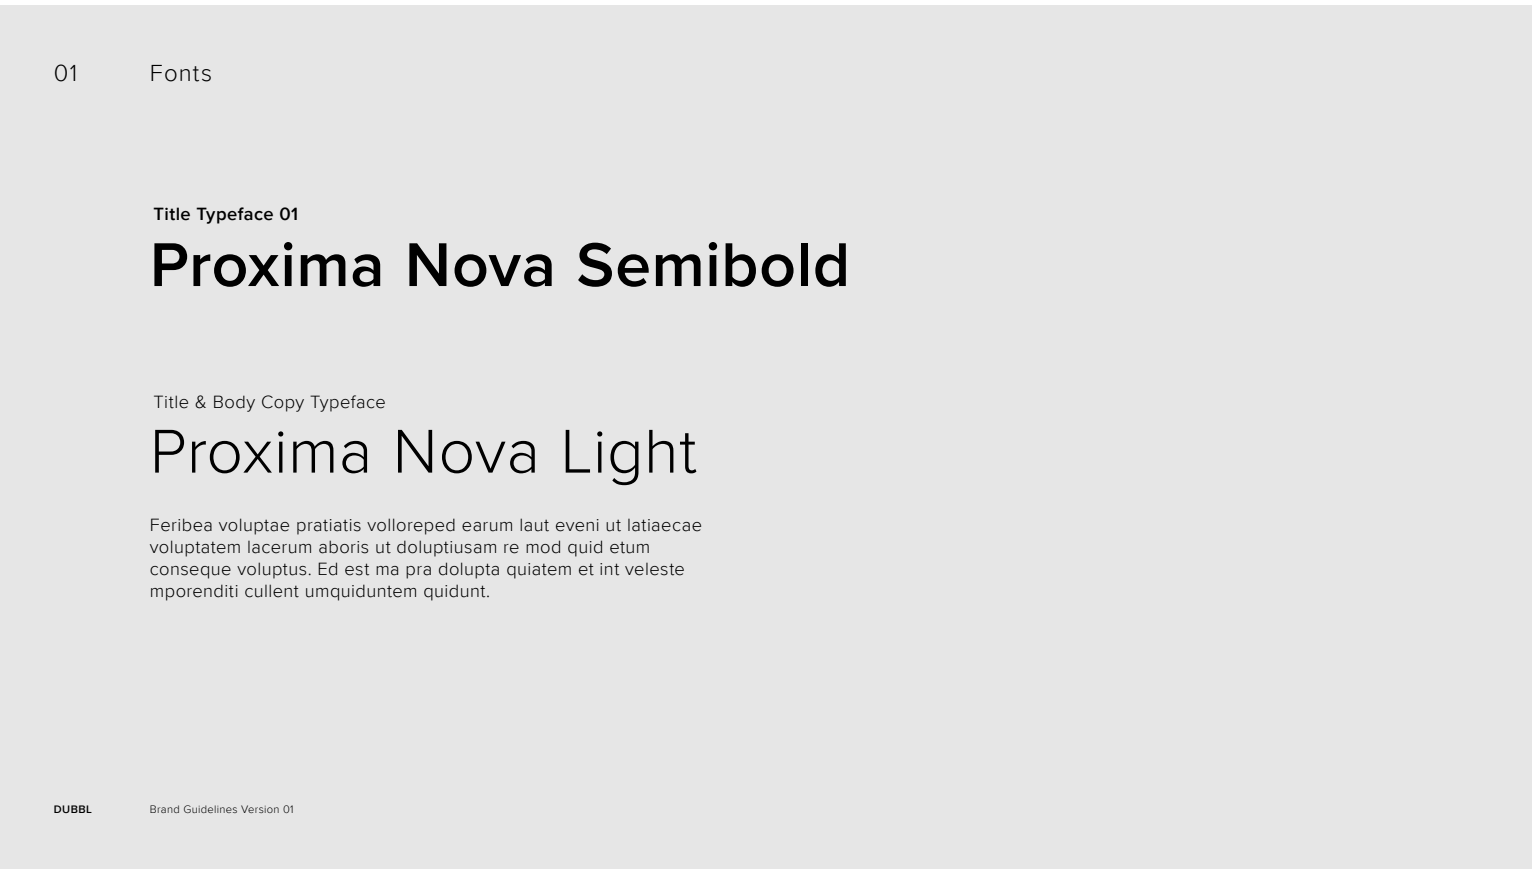 01 Fonts
Title Typeface 01
Proxima Nova Semibold
Title & Body Copy Typeface
Proxima Nova Light
Feribea voluptae pratiatis volloreped earum laut eveni ut latiaecae
voluptatem lacerum aboris ut doluptiusam re mod quid etum
conseque voluptus. Ed est ma pra dolupta quiatem et int veleste
mporenditi cullent umquiduntem quidunt.
DUBBL Brand Guidelines Version 01